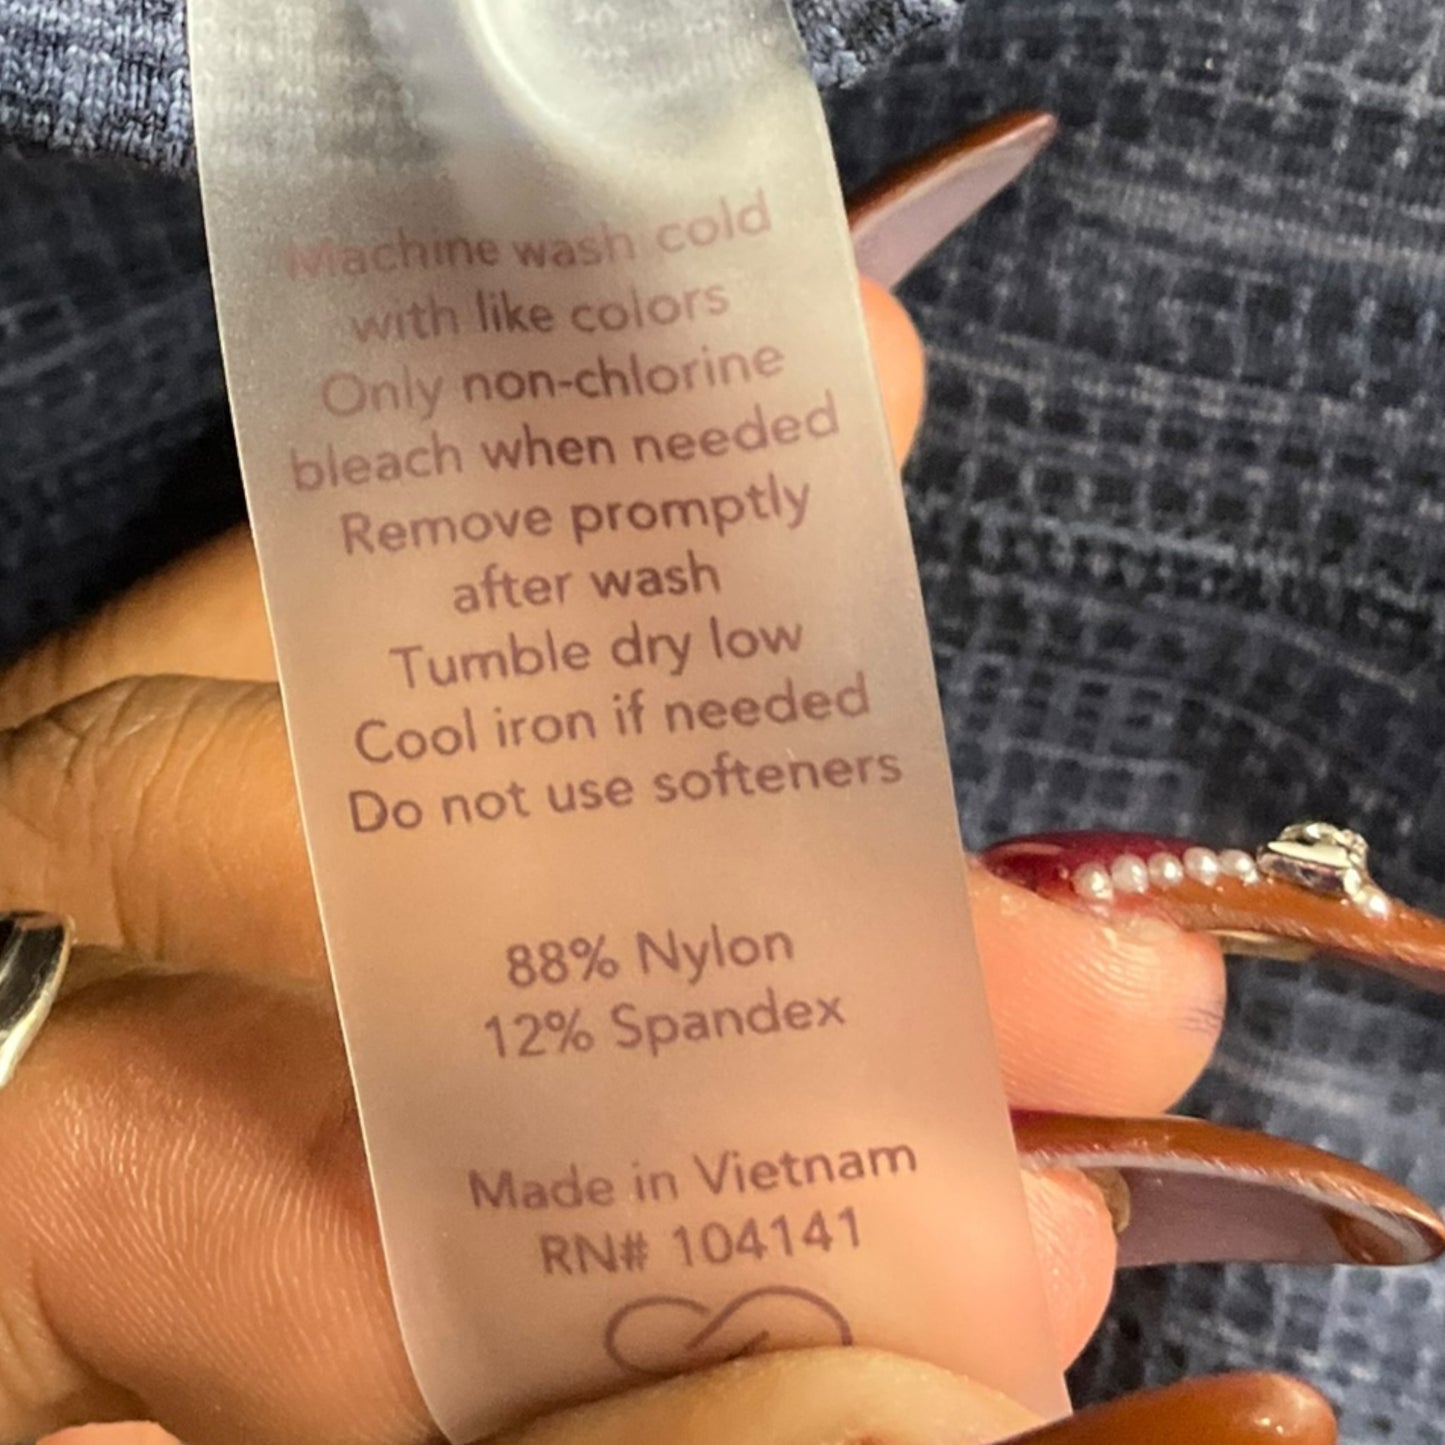 Machine wash cold
with like colors
Only non-chlorine
bleach when needed
Remove promptly
after wash
Tumble dry low
Cool iron if needed
Do not use softeners
88% Nylon
12% Spandex
Made in Vietnam
RN# 104141